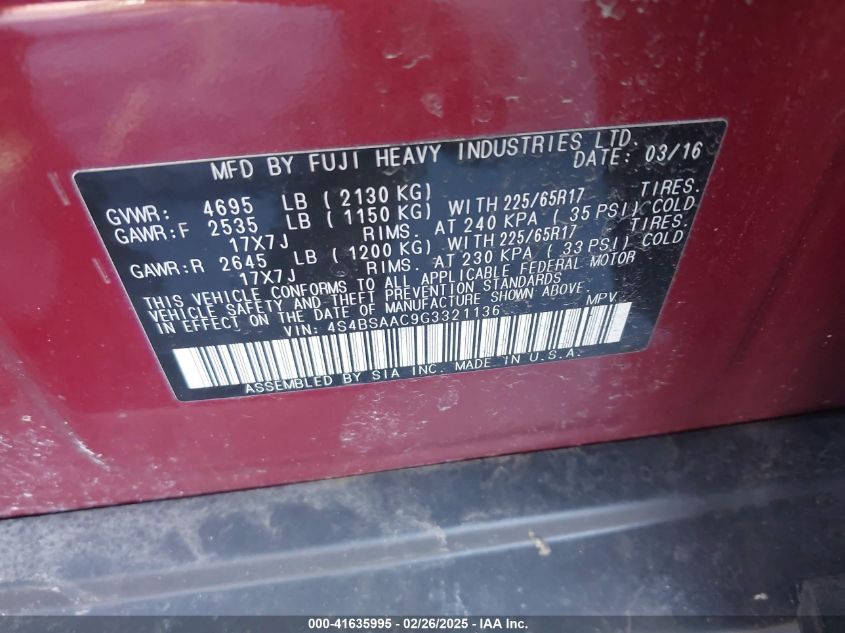 MFD BY FUJI HEAVY INDUSTRIES LTD.
DATE: 03/16
GVWR: 4695 LB ( 2130 KG)
GAWR:F 2535 LB ( 1150 KG) WITH 225/65R17 TIRES.
17X7J RIMS. AT 240 KPA ( 35 PSI) COLD
GAWR:R 2645 LB ( 1200 KG) WITH 225/65R17 TIRES.
17X7J RIMS. AT 230 KPA ( 33 PSI) COLD
THIS VEHICLE CONFORMS TO ALL APPLICABLE FEDERAL MOTOR
VEHICLE SAFETY AND THEFT PREVENTION STANDARDS
IN EFFECT ON THE DATE OF MANUFACTURE SHOWN ABOVE.
VIN: 4S4BSAAC9G3321136 MPV
ASSEMBLED BY SIA INC. MADE IN U.S.A.
000-41635995 - 02/26/2025 - IAA Inc.